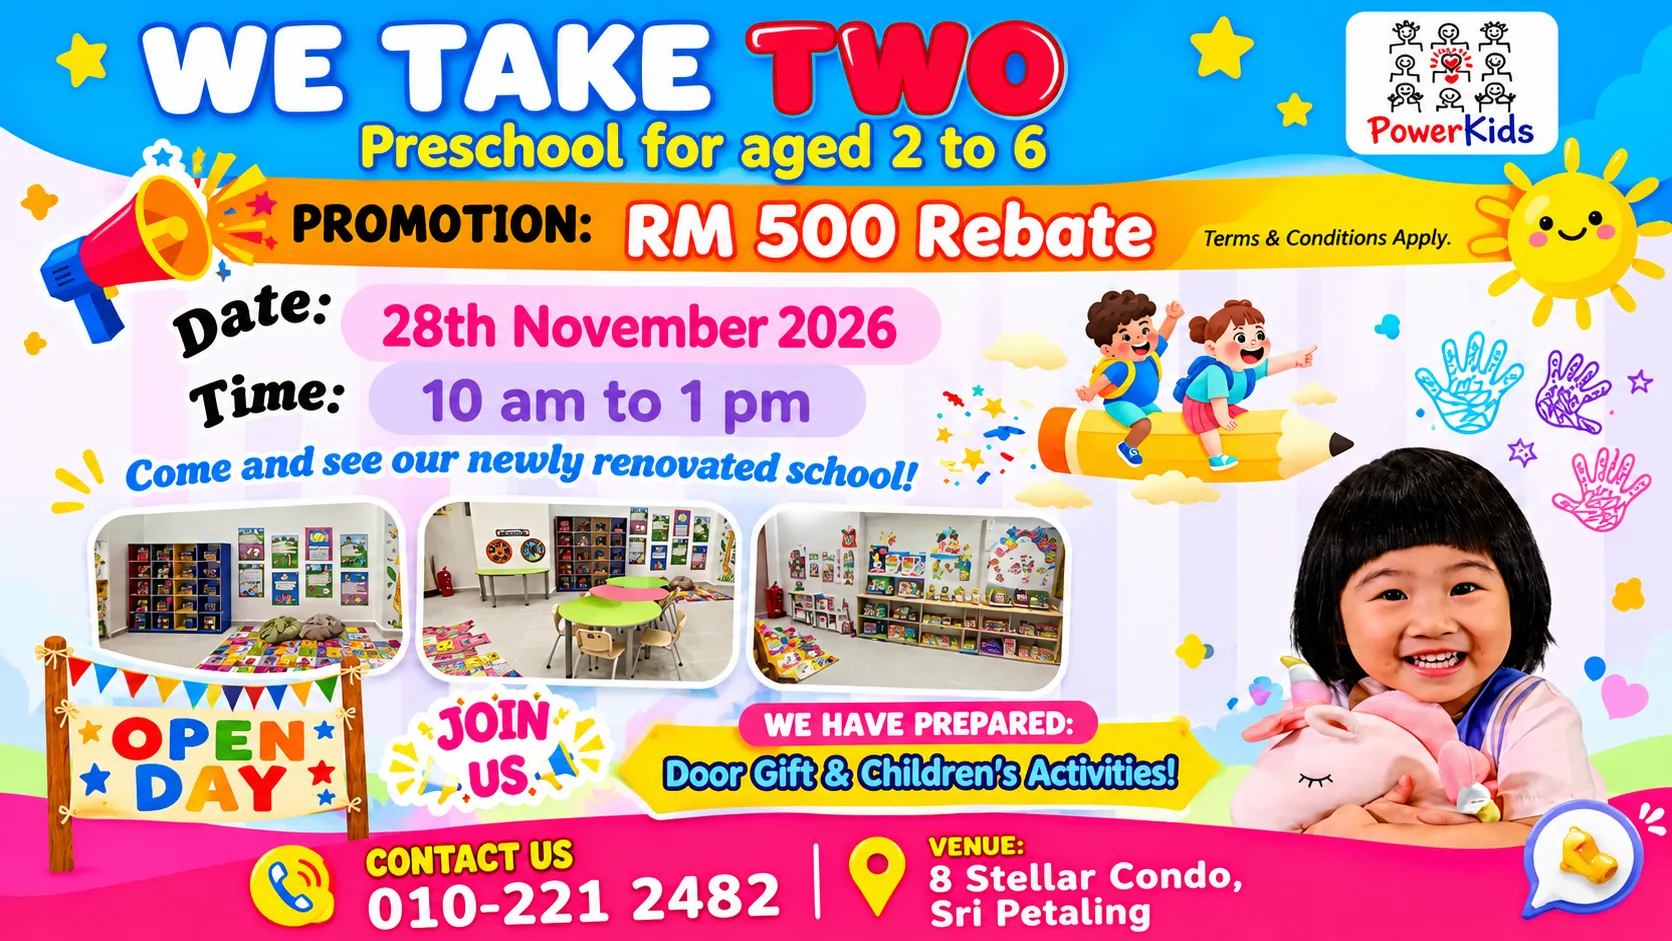 WE TAKE TWO
Preschool for aged 2 to 6
PowerKids
PROMOTION: RM 500 Rebate
Terms & Conditions Apply.
Date: 28th November 2026
Time: 10 am to 1 pm
Come and see our newly renovated school!
OPEN
DAY
JOIN
US
WE HAVE PREPARED:
Door Gift & Children's Activities!
CONTACT US
010-221 2482
VENUE:
8 Stellar Condo,
Sri Petaling